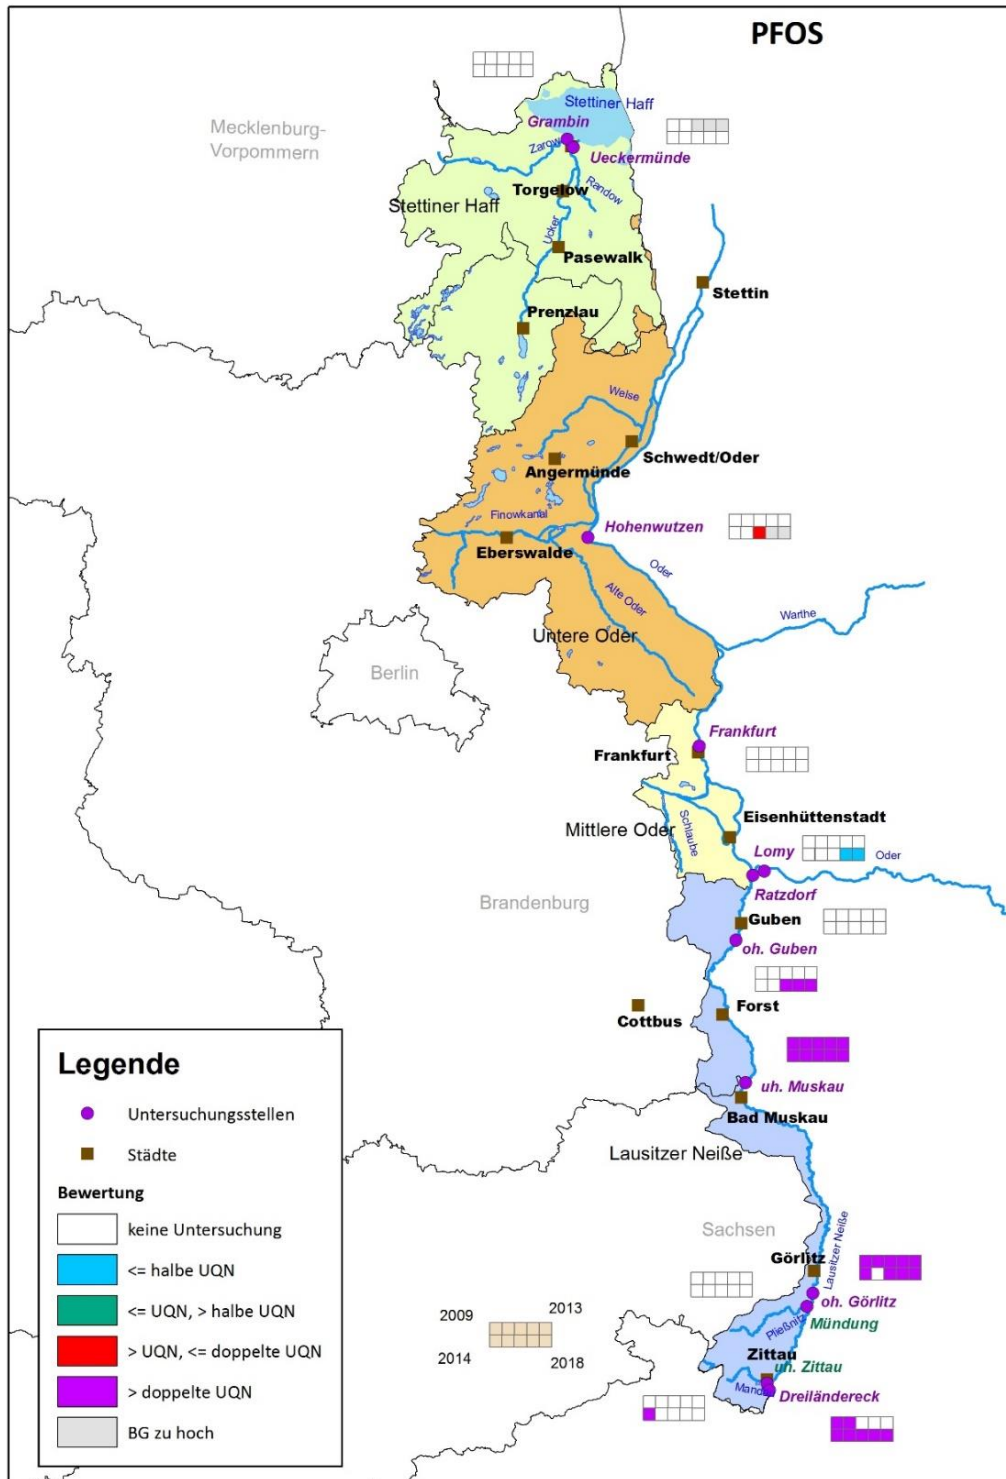 PFOS
Stettiner Haff
Grambin
Mecklenburg-
Vorpommern
Zarow
Ueckermünde
Torgelow
Randow
Stettiner Haff
Ucker
Pasewalk
Stettin
Prenzlau
Welse
Schwedt/Oder
Angermünde
Finowkanal
Hohenwutzen
Eberswalde
Oder
Alte Oder
Warthe
Untere Oder
Berlin
Frankfurt
Frankfurt
Eisenhüttenstadt
Mittlere Oder
Schlaube
Lomy
Oder
Ratzdorf
Brandenburg
Guben
oh. Guben
Cottbus
Forst
uh. Muskau
Bad Muskau
Lausitzer Neiße
Sachsen
Lausitzer Neiße
Görlitz
oh. Görlitz
Pließnitz
Mündung
2009
2013
2014
2018
Zittau
uh. Zittau
Dreiländereck
Legende
Untersuchungsstellen
Städte
Bewertung
keine Untersuchung
<= halbe UQN
<= UQN, > halbe UQN
> UQN, <= doppelte UQN
> doppelte UQN
BG zu hoch